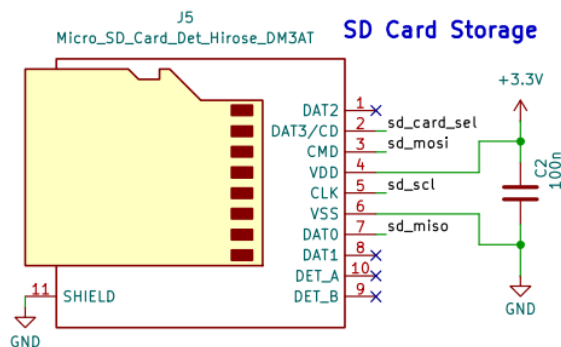 J5
Micro_SD_Card_Det_Hirose_DM3AT
SD Card Storage
+3.3V
DAT2 1
DAT3/CD 2 sd_card_sel
CMD 3 sd_mosi
VDD 4
CLK 5 sd_scl
VSS 6
DAT0 7 sd_miso
DAT1 8
DET_A 10
DET_B 9
11 SHIELD
GND
C2
100n
GND